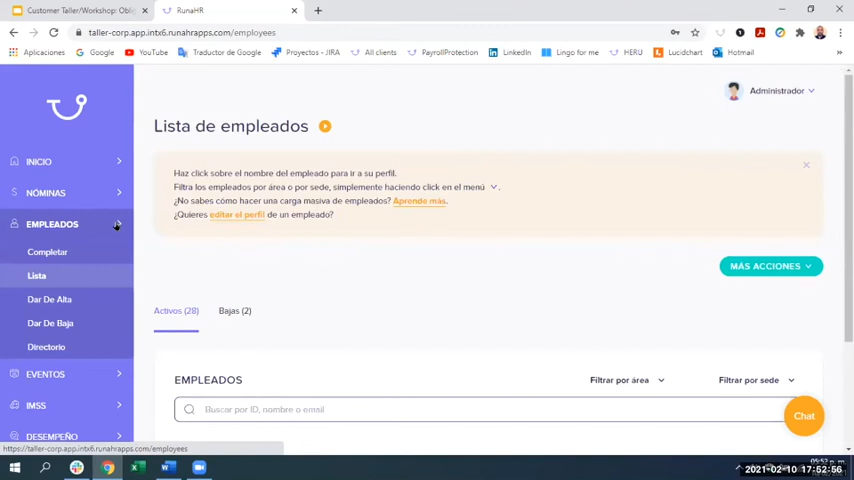 Customer Taller/Workshop: Oblig
RunaHR
taller-corp.app.intx6.runahrapps.com/employees
Aplicaciones
Google
YouTube
Traductor de Google
Proyectos - JIRA
All clients
PayrollProtection
LinkedIn
Lingo for me
HERU
Lucidchart
Hotmail
Administrador
Lista de empleados
INICIO
NÓMINAS
EMPLEADOS
Completar
Lista
Dar De Alta
Dar De Baja
Directorio
EVENTOS
IMSS
DESEMPEÑO
Haz click sobre el nombre del empleado para ir a su perfil.
Filtra los empleados por área o por sede, simplemente haciendo click en el menú .
¿No sabes cómo hacer una carga masiva de empleados? Aprende más.
¿Quieres editar el perfil de un empleado?
MÁS ACCIONES
Activos (28)
Bajas (2)
EMPLEADOS
Filtrar por área
Filtrar por sede
Buscar por ID, nombre o email
Chat
https://taller-corp.app.intx6.runahrapps.com/employees
05:52 p. m.
2021-02-10 17:52:56